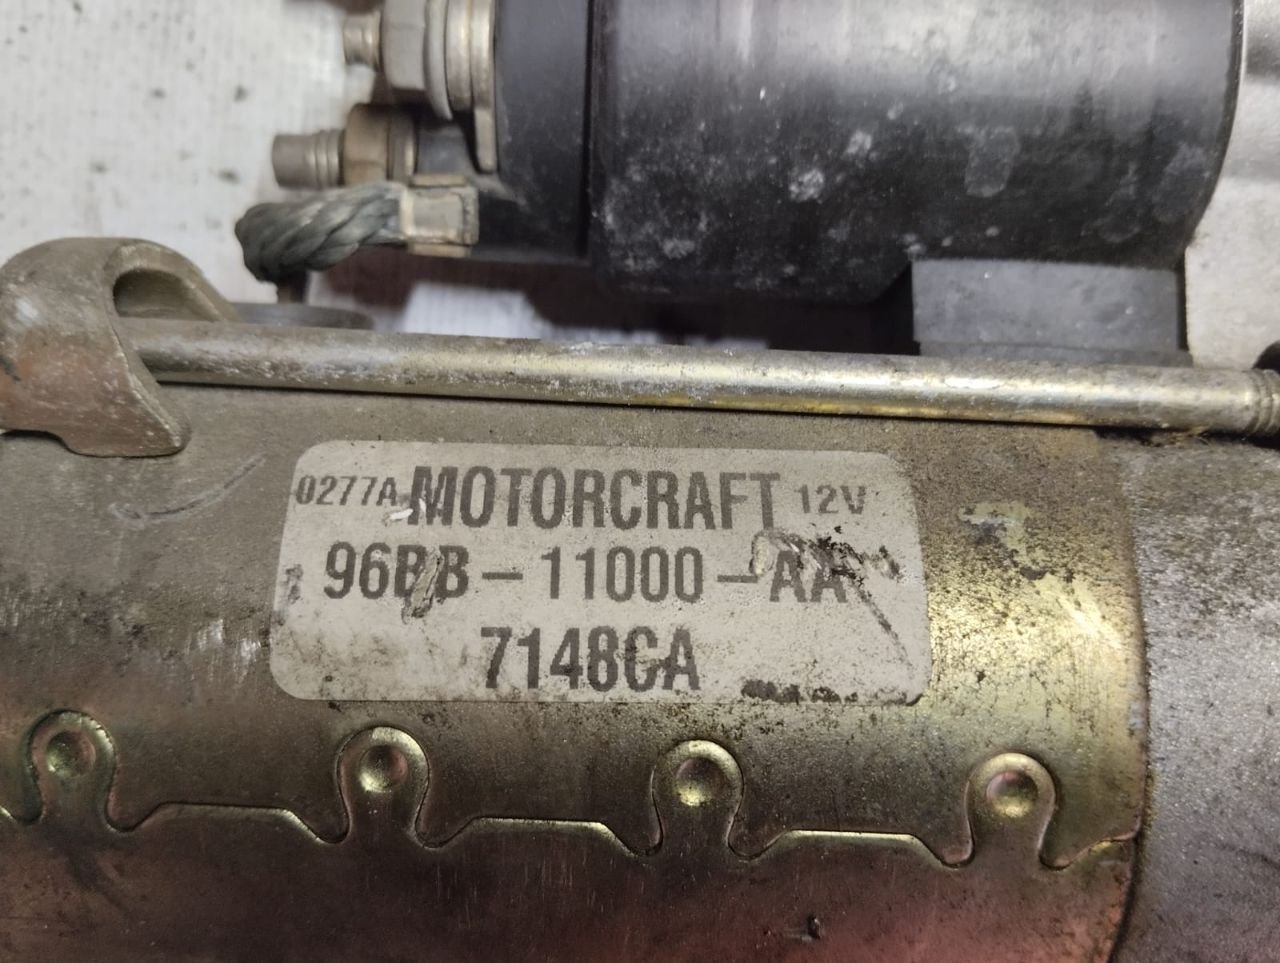 0277A MOTORCRAFT 12V
96BB-11000-AA
7148CA